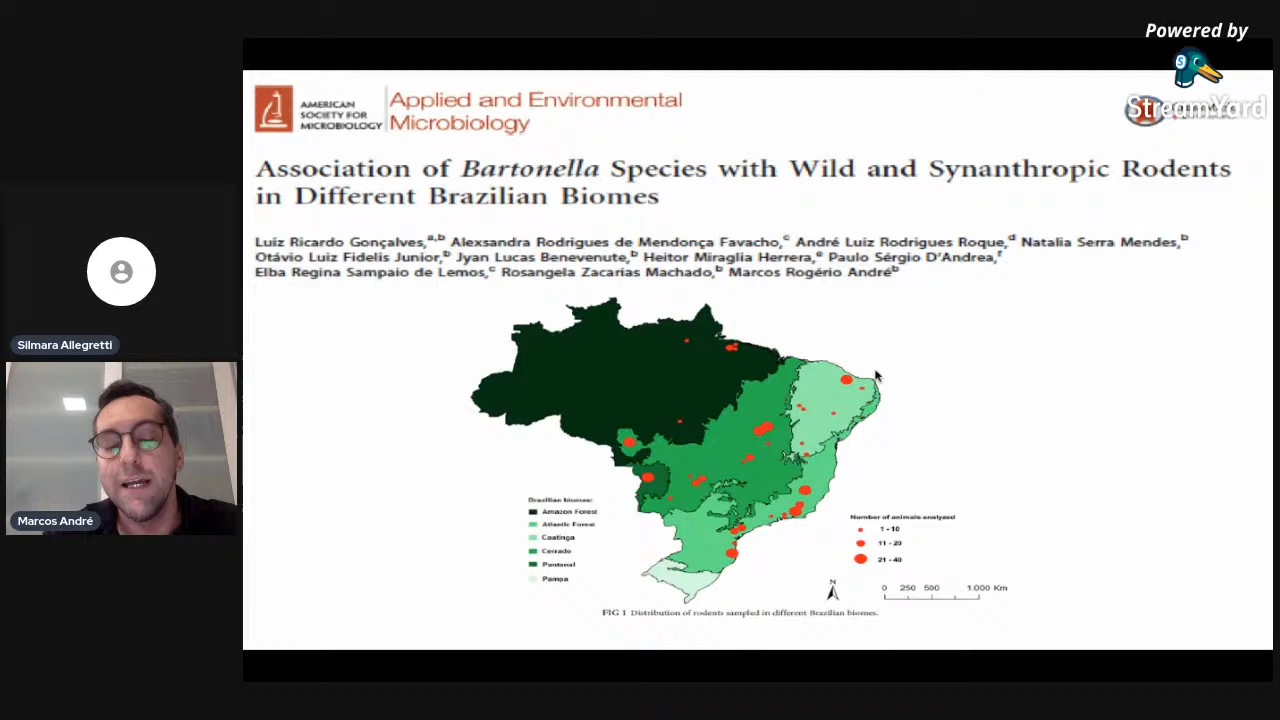 Powered by
StreamYard
AMERICAN
SOCIETY FOR
MICROBIOLOGY
Applied and Environmental
Microbiology
Association of Bartonella Species with Wild and Synanthropic Rodents
in Different Brazilian Biomes
Luiz Ricardo Gonçalves,a,b Alexsandra Rodrigues de Mendonça Favacho,c André Luiz Rodrigues Roque,d Natalia Serra Mendes,b
Otávio Luiz Fidelis Junior,b Jyan Lucas Benevenute,b Heitor Miraglia Herrera,e Paulo Sérgio D'Andrea,f
Elba Regina Sampaio de Lemos,c Rosangela Zacarias Machado,b Marcos Rogério Andréb
Silmara Allegretti
Marcos André
Brazilian biomes:
Amazon Forest
Atlantic Forest
Caatinga
Cerrado
Pantanal
Pampa
Number of animals analyzed
1 - 10
11 - 20
21 - 40
N
0 250 500 1.000 Km
FIG 1 Distribution of rodents sampled in different Brazilian biomes.